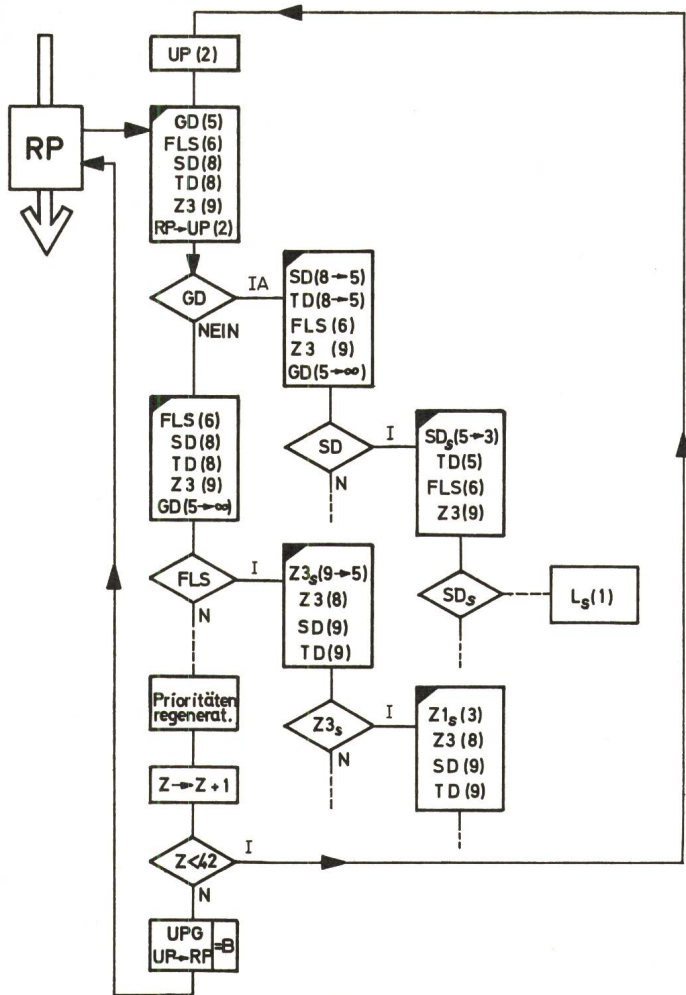 UP (2)
RP
GD (5)
FLS (6)
SD (8)
TD (8)
Z3 (9)
RP→UP (2)
GD
IA
NEIN
SD (8→5)
TD (8→5)
FLS (6)
Z3 (9)
GD (5→∞)
FLS (6)
SD (8)
TD (8)
Z3 (9)
GD (5→∞)
SD
I
N
SDs (5→3)
TD (5)
FLS (6)
Z3 (9)
FLS
I
N
Z3s (9→5)
Z3 (8)
SD (9)
TD (9)
SDs
Ls (1)
Prioritäten
regenerat.
Z3s
I
N
Z1s (3)
Z3 (8)
SD (9)
TD (9)
Z→Z+1
Z<42
I
N
UPG
UP→RP
=B